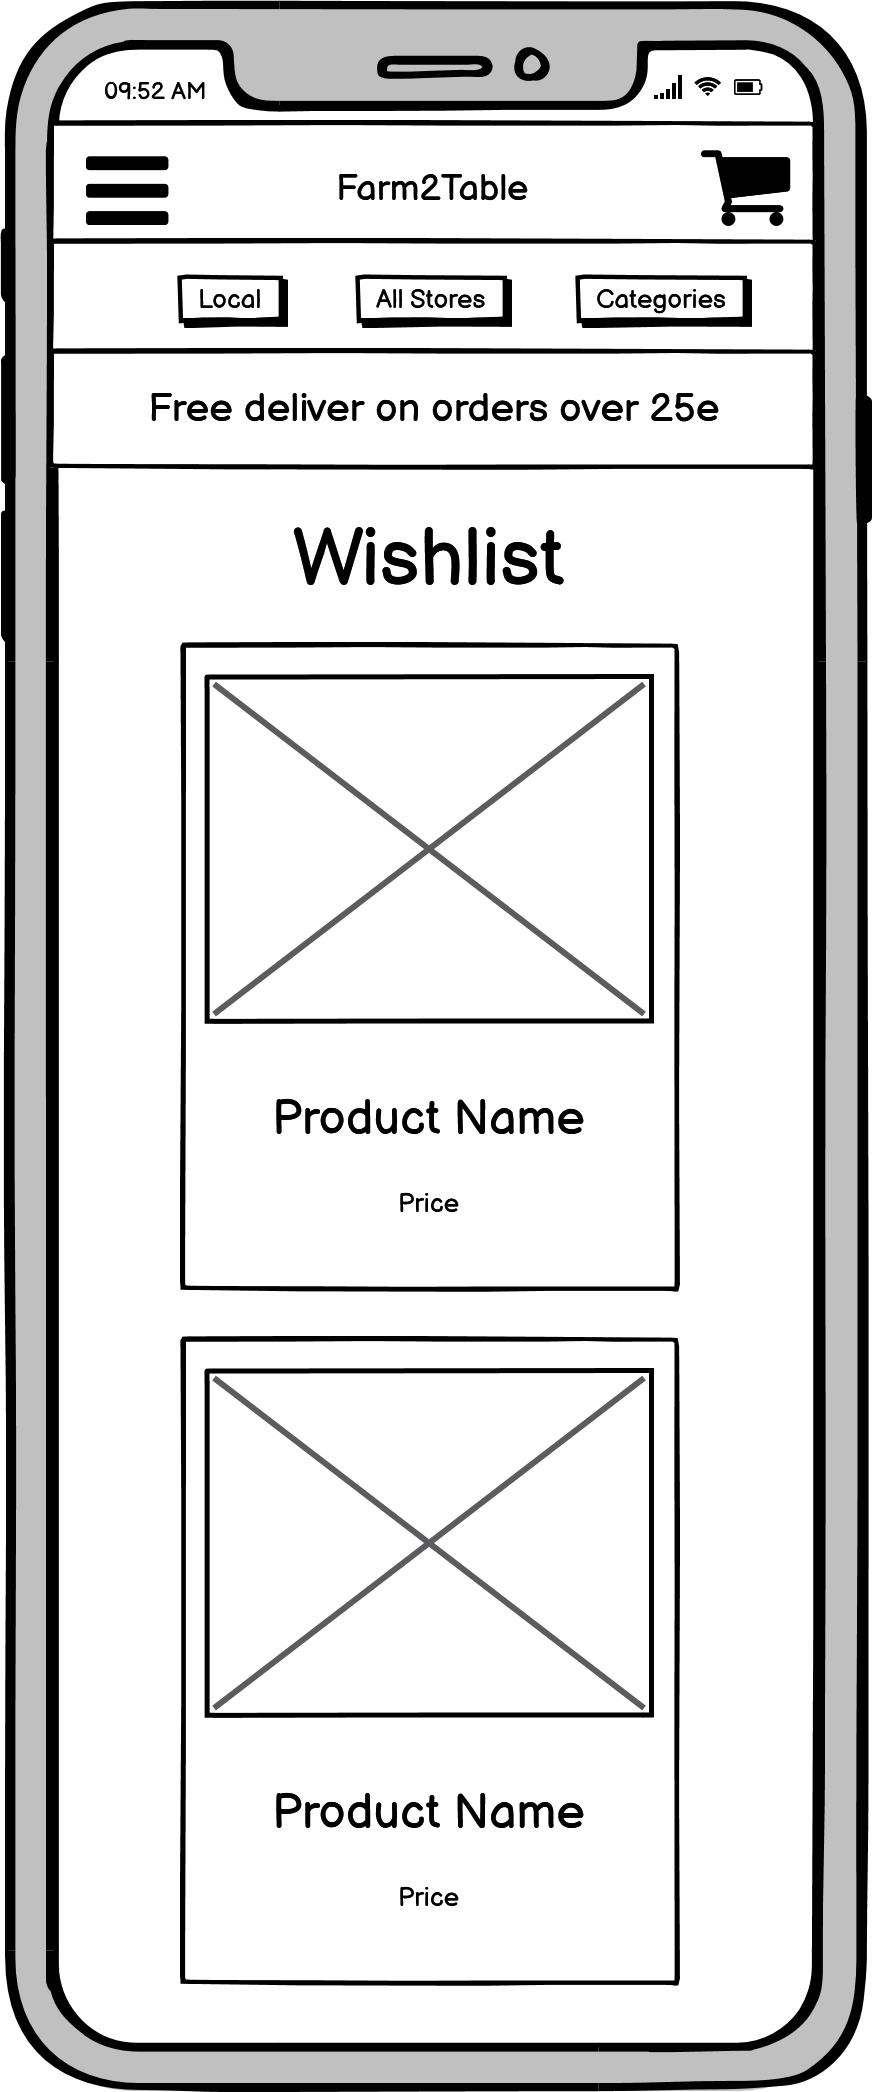 09:52 AM
Farm2Table
Local All Stores Categories
Free deliver on orders over 25e
Wishlist
Product Name
Price
Product Name
Price